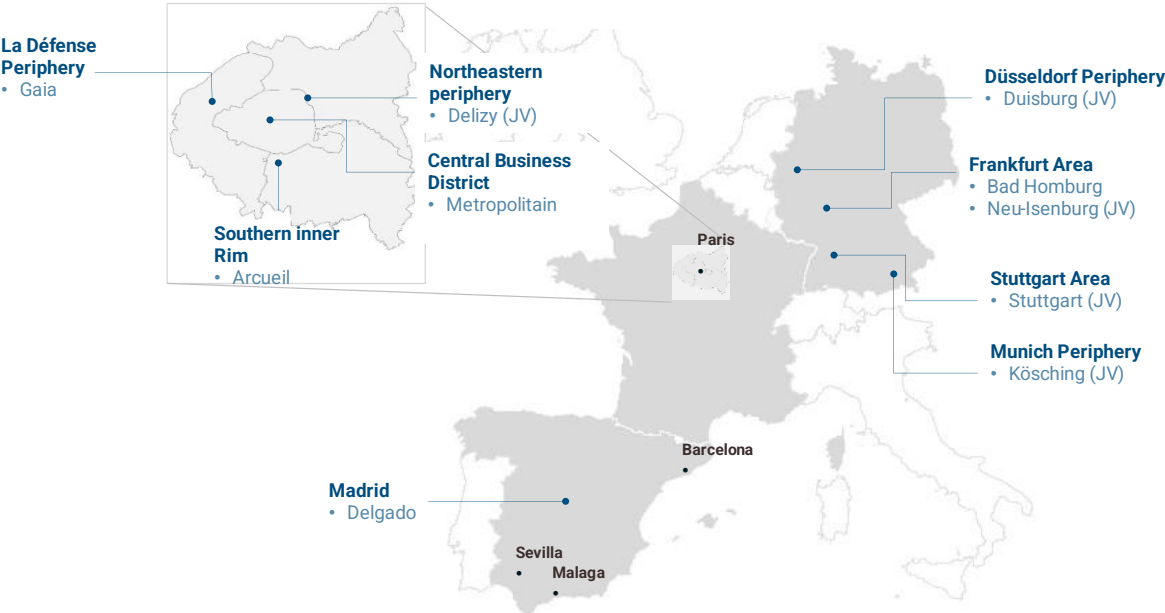 La Défense
Periphery
• Gaia
Northeastern
periphery
• Delizy (JV)
Central Business
District
• Metropolitain
Southern inner
Rim
• Arcueil
Paris
Düsseldorf Periphery
• Duisburg (JV)
Frankfurt Area
• Bad Homburg
• Neu-Isenburg (JV)
Stuttgart Area
• Stuttgart (JV)
Munich Periphery
• Kösching (JV)
Barcelona
Madrid
• Delgado
Sevilla
Malaga